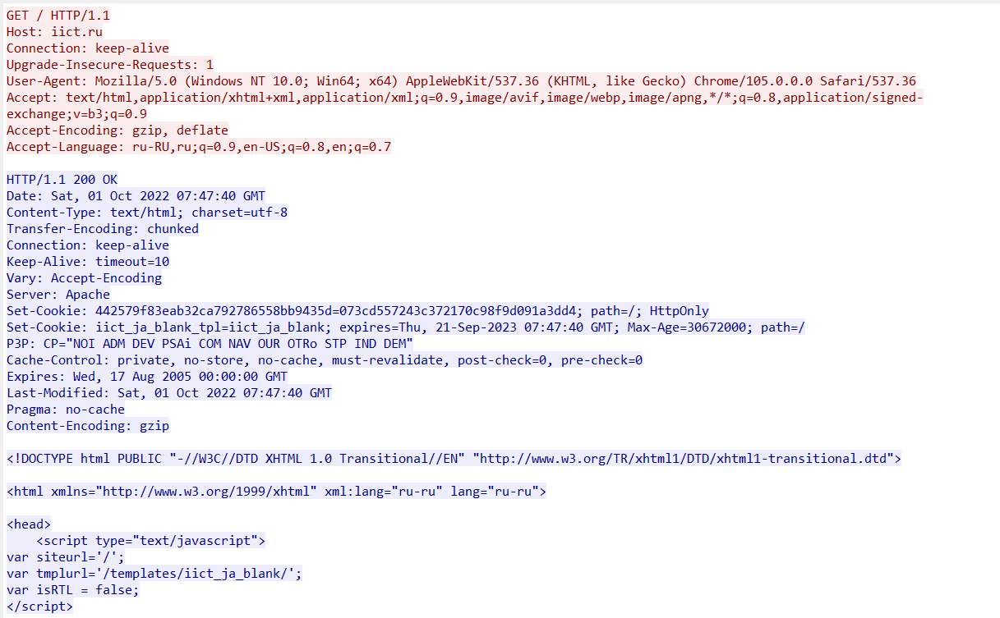 GET / HTTP/1.1
Host: iict.ru
Connection: keep-alive
Upgrade-Insecure-Requests: 1
User-Agent: Mozilla/5.0 (Windows NT 10.0; Win64; x64) AppleWebKit/537.36 (KHTML, like Gecko) Chrome/105.0.0.0 Safari/537.36
Accept: text/html,application/xhtml+xml,application/xml;q=0.9,image/avif,image/webp,image/apng,*/*;q=0.8,application/signed-
exchange;v=b3;q=0.9
Accept-Encoding: gzip, deflate
Accept-Language: ru-RU,ru;q=0.9,en-US;q=0.8,en;q=0.7

HTTP/1.1 200 OK
Date: Sat, 01 Oct 2022 07:47:40 GMT
Content-Type: text/html; charset=utf-8
Transfer-Encoding: chunked
Connection: keep-alive
Keep-Alive: timeout=10
Vary: Accept-Encoding
Server: Apache
Set-Cookie: 442579f83eab32ca792786558bb9435d=073cd557243c372170c98f9d091a3dd4; path=/; HttpOnly
Set-Cookie: iict_ja_blank_tpl=iict_ja_blank; expires=Thu, 21-Sep-2023 07:47:40 GMT; Max-Age=30672000; path=/
P3P: CP="NOI ADM DEV PSAi COM NAV OUR OTRo STP IND DEM"
Cache-Control: private, no-store, no-cache, must-revalidate, post-check=0, pre-check=0
Expires: Wed, 17 Aug 2005 00:00:00 GMT
Last-Modified: Sat, 01 Oct 2022 07:47:40 GMT
Pragma: no-cache
Content-Encoding: gzip

<!DOCTYPE html PUBLIC "-//W3C//DTD XHTML 1.0 Transitional//EN" "http://www.w3.org/TR/xhtml1/DTD/xhtml1-transitional.dtd">

<html xmlns="http://www.w3.org/1999/xhtml" xml:lang="ru-ru" lang="ru-ru">

<head>
    <script type="text/javascript">
var siteurl='/';
var tmplurl='/templates/iict_ja_blank/';
var isRTL = false;
</script>